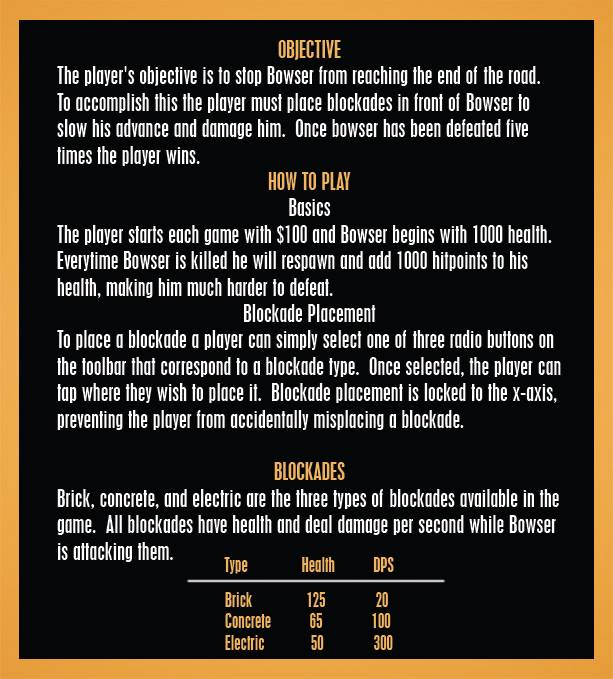 OBJECTIVE
The player's objective is to stop Bowser from reaching the end of the road.
To accomplish this the player must place blockades in front of Bowser to
slow his advance and damage him.  Once bowser has been defeated five
times the player wins.
HOW TO PLAY
Basics
The player starts each game with $100 and Bowser begins with 1000 health.
Everytime Bowser is killed he will respawn and add 1000 hitpoints to his
health, making him much harder to defeat.
Blockade Placement
To place a blockade a player can simply select one of three radio buttons on
the toolbar that correspond to a blockade type.  Once selected, the player can
tap where they wish to place it.  Blockade placement is locked to the x-axis,
preventing the player from accidentally misplacing a blockade.
BLOCKADES
Brick, concrete, and electric are the three types of blockades available in the
game.  All blockades have health and deal damage per second while Bowser
is attacking them.
Type Health DPS
Brick 125 20
Concrete 65 100
Electric 50 300